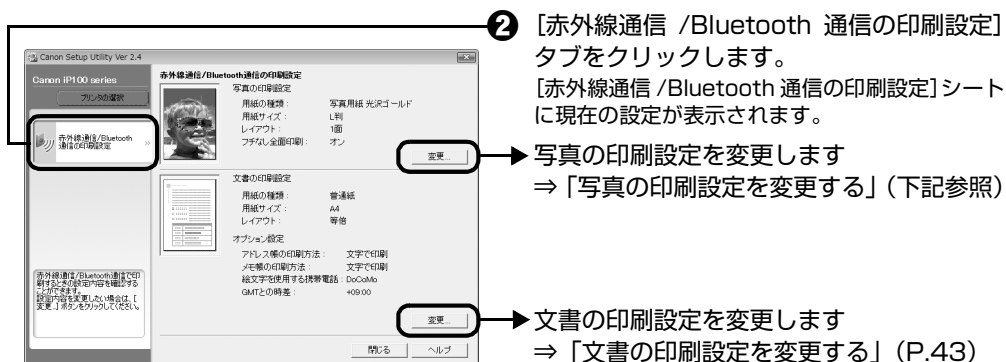 ❷ [赤外線通信 /Bluetooth 通信の印刷設定]
タブをクリックします。
[赤外線通信 /Bluetooth 通信の印刷設定] シート
に現在の設定が表示されます。
Canon Setup Utility Ver 2.4
Canon iP100 series
プリンタの選択
赤外線通信/Bluetooth
通信の印刷設定
»
赤外線通信/Bluetooth通信の印刷設定
写真の印刷設定
用紙の種類： 写真用紙 光沢ゴールド
用紙サイズ： L判
レイアウト： 1面
フチなし全面印刷： オン
変更...
写真の印刷設定を変更します
⇒「写真の印刷設定を変更する」（下記参照）
文書の印刷設定
用紙の種類： 普通紙
用紙サイズ： A4
レイアウト： 等倍
オプション設定
アドレス帳の印刷方法： 文字で印刷
メモ帳の印刷方法： 文字で印刷
絵文字を使用する携帯電話： DoCoMo
GMTとの時差： +09:00
赤外線通信/Bluetooth通信で印
刷するときの設定内容を確認する
ことができます。
設定内容を変更したい場合は、[
変更...] ボタンをクリックしてください。
変更...
文書の印刷設定を変更します
⇒「文書の印刷設定を変更する」（P.43）
閉じる
ヘルプ